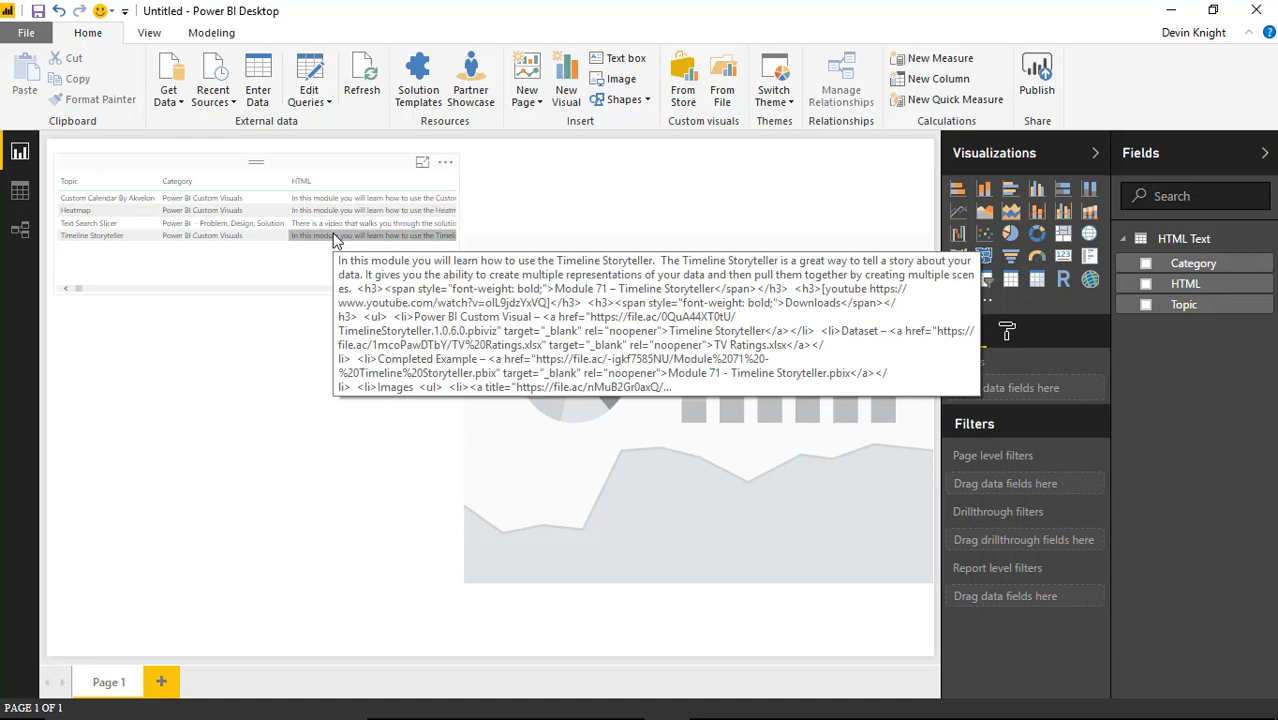 Untitled - Power BI Desktop
File
Home
View
Modeling
Devin Knight
Paste
Cut
Copy
Format Painter
Clipboard
Get Data
Recent Sources
Enter Data
Edit Queries
Refresh
External data
Solution Templates
Partner Showcase
Resources
New Page
New Visual
Text box
Image
Shapes
Insert
From Store
From File
Custom visuals
Switch Theme
Themes
Manage Relationships
Relationships
New Measure
New Column
New Quick Measure
Calculations
Publish
Share
Topic Category HTML
Custom Calendar By Akvelon Power BI Custom Visuals In this module you will learn how to use the Custor
Heatmap Power BI Custom Visuals In this module you will learn how to use the Heatm
Text Search Slicer Power BI - Problem, Design, Solution There is a video that walks you through the solutio
Timeline Storyteller Power BI Custom Visuals In this module you will learn how to use the Timeli
In this module you will learn how to use the Timeline Storyteller.  The Timeline Storyteller is a great way to tell a story about your
data. It gives you the ability to create multiple representations of your data and then pull them together by creating multiple scen
es.  <h3><span style="font-weight: bold;">Module 71 – Timeline Storyteller</span></h3>  <h3>[youtube https://
www.youtube.com/watch?v=oIL9jdzYxVQ]</h3>  <h3><span style="font-weight: bold;">Downloads</span></
h3>  <ul>  <li>Power BI Custom Visual – <a href="https://file.ac/0QuA44XT0tU/
TimelineStoryteller.1.0.6.0.pbiviz" target="_blank" rel="noopener">Timeline Storyteller</a></li>  <li>Dataset – <a href="https://
file.ac/1mcoPawDTbY/TV%20Ratings.xlsx" target="_blank" rel="noopener">TV Ratings.xlsx</a></
li>  <li>Completed Example – <a href="https://file.ac/-igkf7585NU/Module%2071%20-
%20Timeline%20Storyteller.pbix" target="_blank" rel="noopener">Module 71 - Timeline Storyteller.pbix</a></
li>  <li>Images  <ul>  <li><a title="https://file.ac/nMuB2Gr0axQ/...
Visualizations
Fields
Search
HTML Text
Category
HTML
Topic
123
R
data fields here
Filters
Page level filters
Drag data fields here
Drillthrough filters
Drag drillthrough fields here
Report level filters
Drag data fields here
Page 1
PAGE 1 OF 1